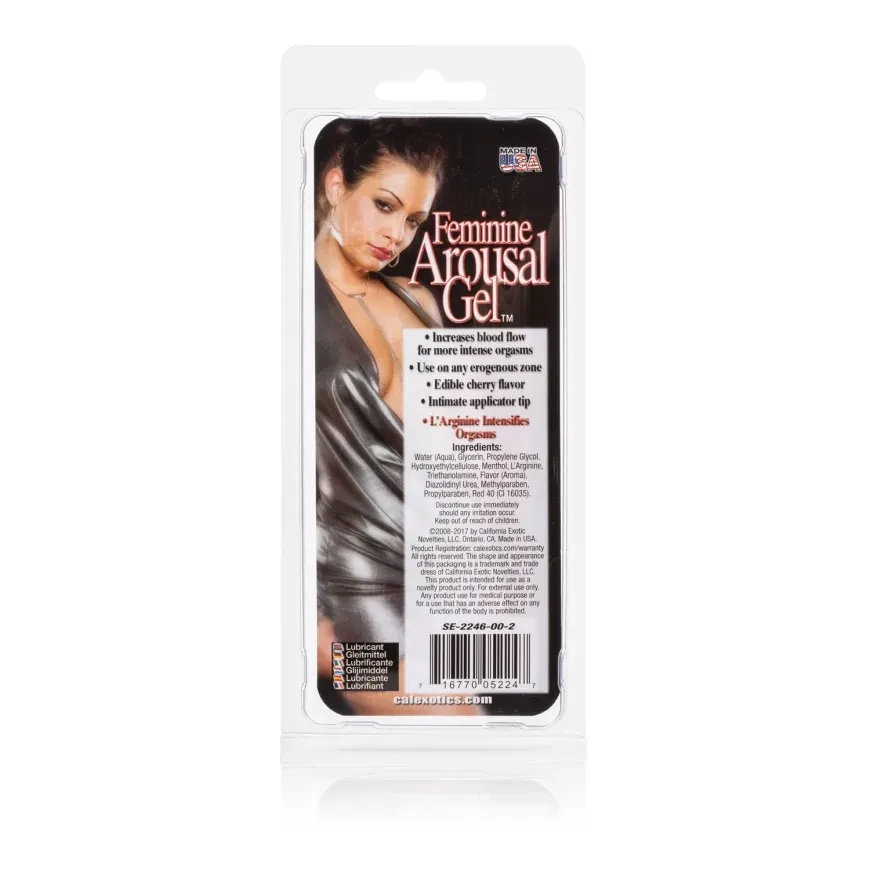 MADE IN
USA
Feminine
Arousal
Gel™
• Increases blood flow
for more intense orgasms
• Use on any erogenous zone
• Edible cherry flavor
• Intimate applicator tip
• L'Arginine Intensifies
Orgasms
Ingredients:
Water (Aqua), Glycerin, Propylene Glycol,
Hydroxyethylcellulose, Menthol, L'Arginine,
Triethanolamine, Flavor (Aroma),
Diazolidinyl Urea, Methylparaben,
Propylparaben, Red 40 (CI 16035).
Discontinue use immediately
should any irritation occur.
Keep out of reach of children.
©2008-2017 by California Exotic
Novelties, LLC, Ontario, CA. Made in USA.
Product Registration: calexotics.com/warranty
All rights reserved. The shape and appearance
of this packaging is a trademark and trade
dress of California Exotic Novelties, LLC
This product is intended for use as a
novelty product only. For external use only.
Any product use for medical purpose or
for a use that has an adverse effect on any
function of the body is prohibited.
SE-2246-00-2
7 16770 05224 7
Lubricant
Gleitmittel
Lubrificante
Glijimiddel
Lubricante
Lubrifiant
calexotics.com